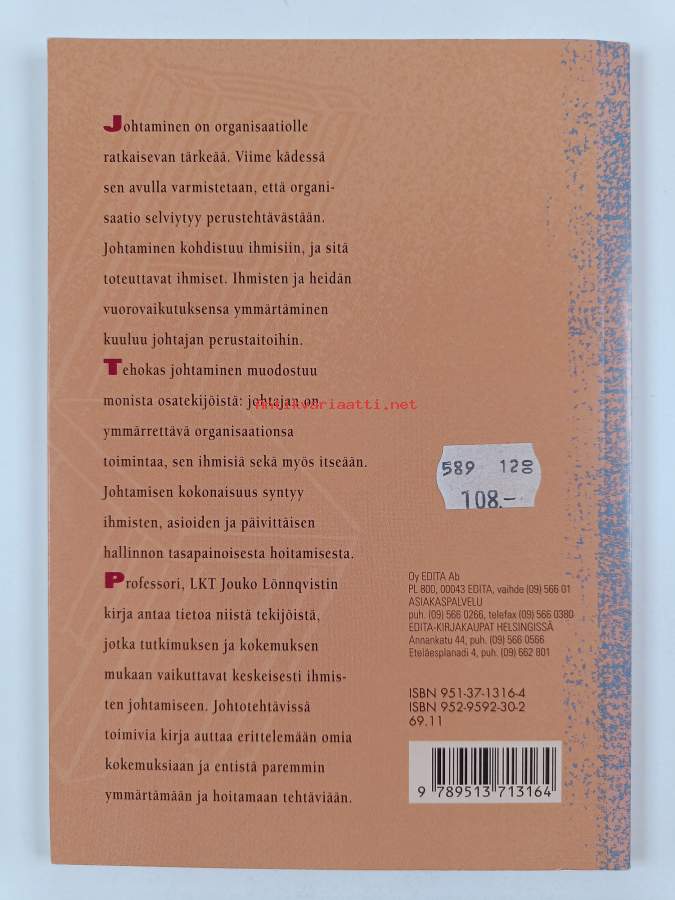 Johtaminen on organisaatiolle
ratkaisevan tärkeää. Viime kädessä
sen avulla varmistetaan, että organi-
saatio selviytyy perustehtävästään.
Johtaminen kohdistuu ihmisiin, ja sitä
toteuttavat ihmiset. Ihmisten ja heidän
vuorovaikutuksensa ymmärtäminen
kuuluu johtajan perustaitoihin.
Tehokas johtaminen muodostuu
monista osatekijöistä: johtajan on
antikvariaatti.net
ymmärrettävä organisaationsa
toimintaa, sen ihmisiä sekä myös itseään.
Johtamisen kokonaisuus syntyy
ihmisten, asioiden ja päivittäisen
hallinnon tasapainoisesta hoitamisesta.
Professori, LKT Jouko Lönnqvistin
kirja antaa tietoa niistä tekijöistä,
jotka tutkimuksen ja kokemuksen
mukaan vaikuttavat keskeisesti ihmis-
ten johtamiseen. Johtotehtävissä
toimivia kirja auttaa erittelemään omia
kokemuksiaan ja entistä paremmin
ymmärtämään ja hoitamaan tehtäviään.
589 128
108.-
Oy EDITA Ab
PL 800, 00043 EDITA, vaihde (09) 566 01
ASIAKASPALVELU
puh. (09) 566 0266, telefax (09) 566 0380
EDITA-KIRJAKAUPAT HELSINGISSÄ
Annankatu 44, puh. (09) 566 0566
Eteläesplanadi 4, puh. (09) 662 801
ISBN 951-37-1316-4
ISBN 952-9592-30-2
69.11
9 789513 713164